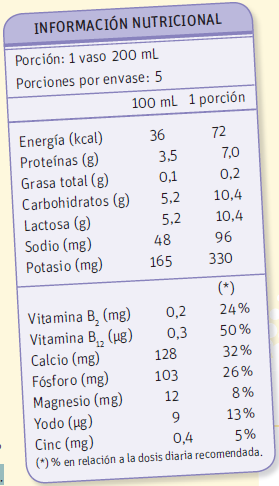 INFORMACIÓN NUTRICIONAL
Porción: 1 vaso 200 mL
Porciones por envase: 5
100 mL 1 porción
Energía (kcal) 36 72
Proteínas (g) 3,5 7,0
Grasa total (g) 0,1 0,2
Carbohidratos (g) 5,2 10,4
Lactosa (g) 5,2 10,4
Sodio (mg) 48 96
Potasio (mg) 165 330
(*)
Vitamina B₂ (mg) 0,2 24%
Vitamina B₁₂ (µg) 0,3 50%
Calcio (mg) 128 32%
Fósforo (mg) 103 26%
Magnesio (mg) 12 8%
Yodo (µg) 9 13%
Cinc (mg) 0,4 5%
(*) % en relación a la dosis diaria recomendada.